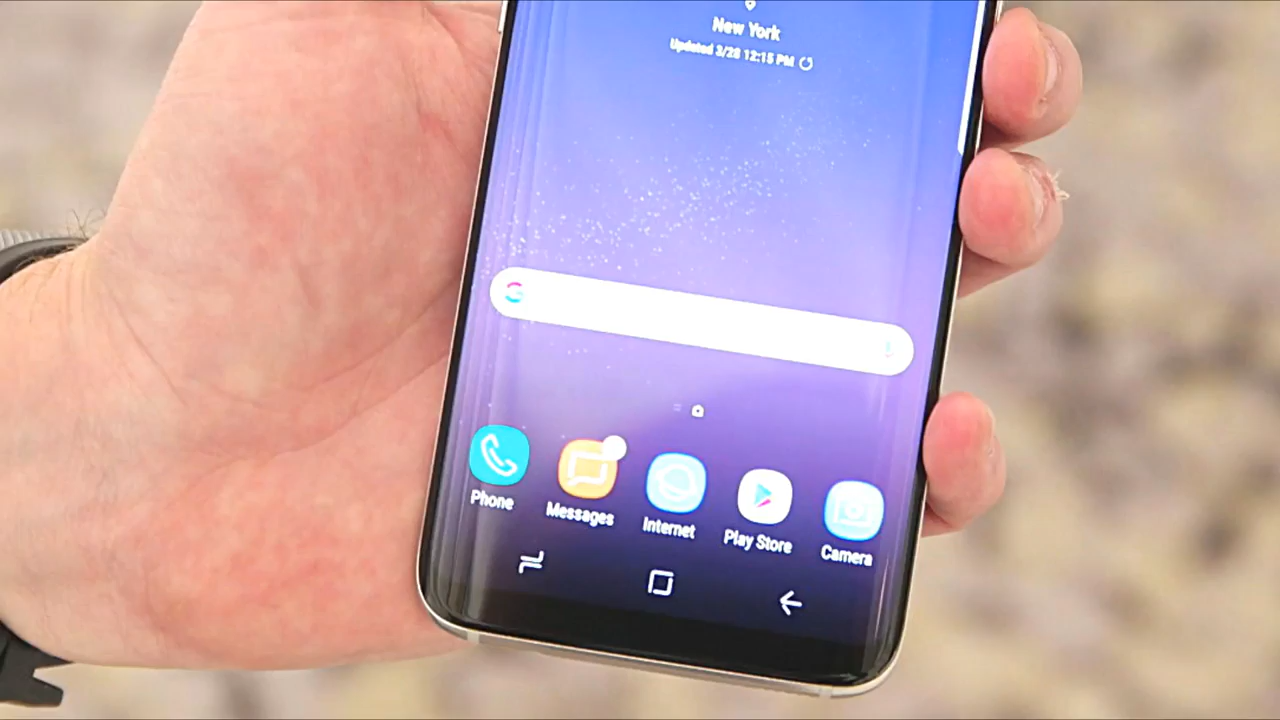 New York
Updated 3/28 12:15 PM
Phone
Messages
Internet
Play Store
Camera